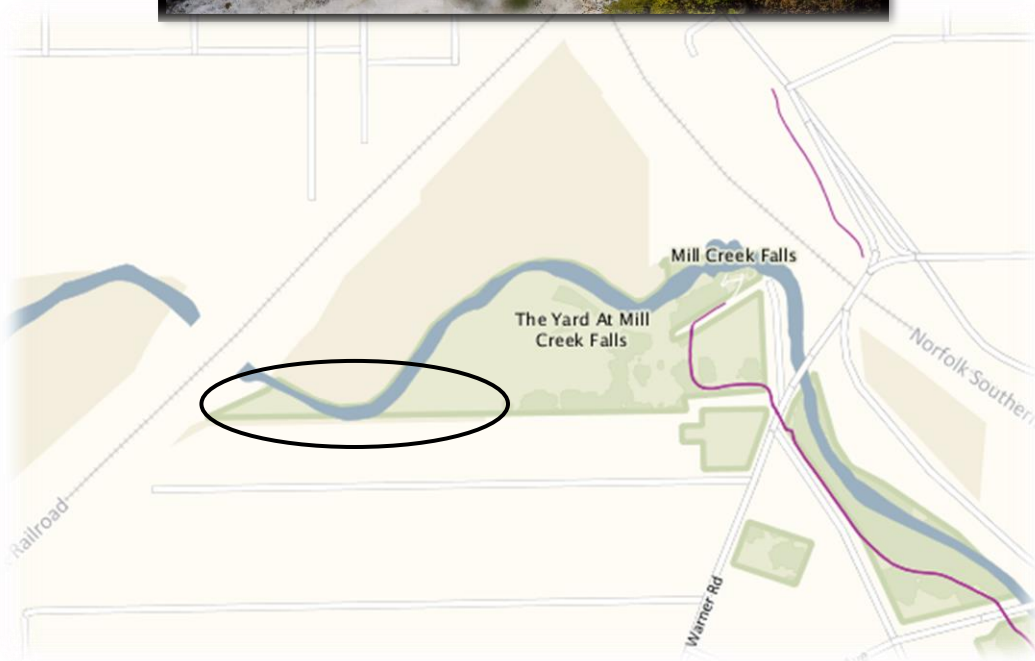 Mill Creek Falls
The Yard At Mill
Creek Falls
Norfolk Southern
Railroad
Warner Rd